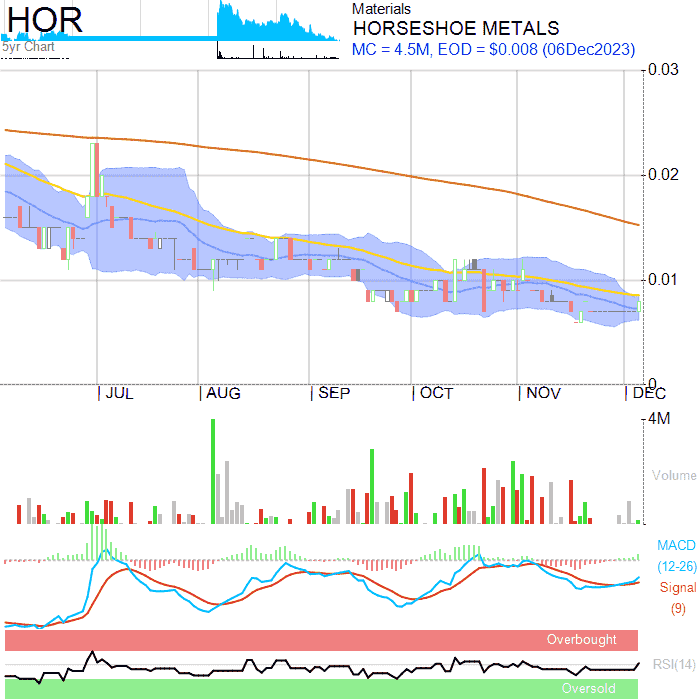 HOR
5yr Chart
Materials
HORSESHOE METALS
MC = 4.5M, EOD = $0.008 (06Dec2023)
0.03
0.02
0.01
0
JUL AUG SEP OCT NOV DEC
4M
Volume
MACD
(12-26)
Signal
(9)
Overbought
RSI(14)
Oversold